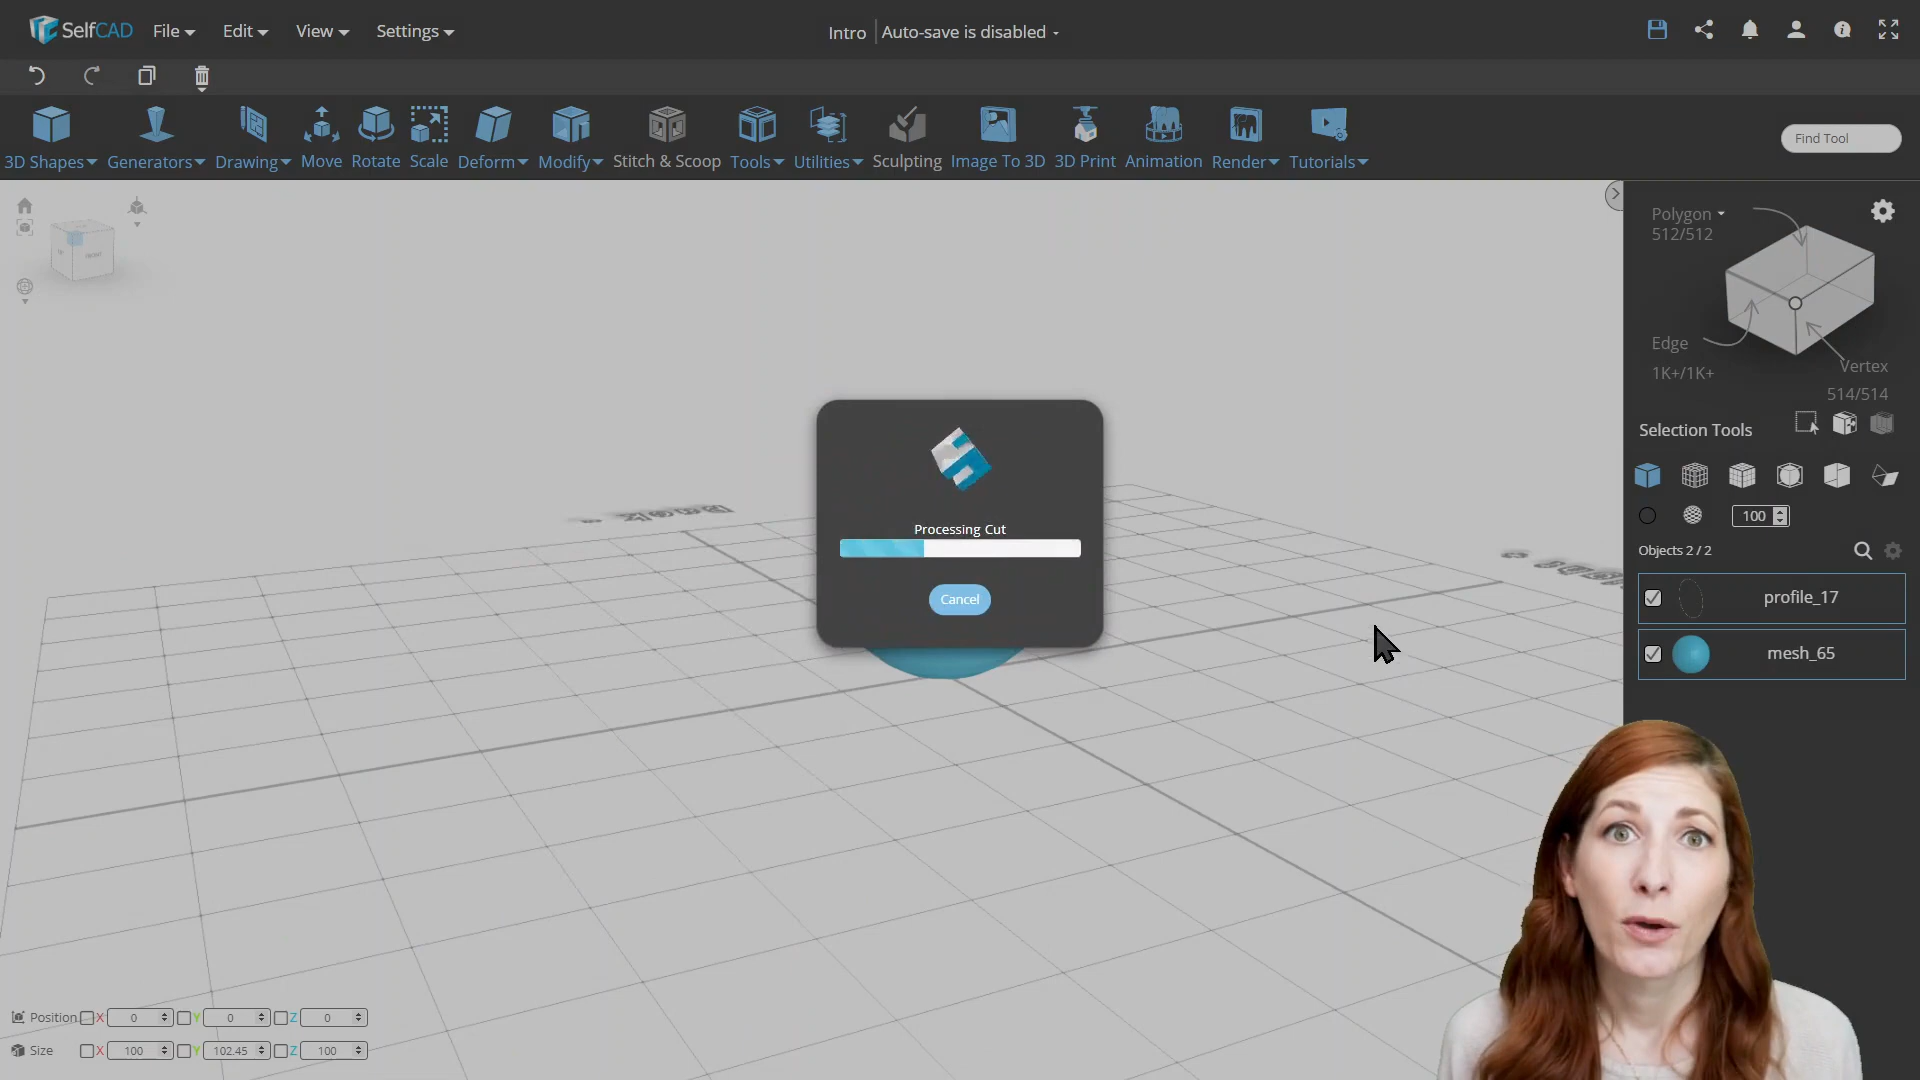 SelfCAD File Edit View Settings
Intro Auto-save is disabled
3D Shapes Generators Drawing Move Rotate Scale Deform Modify Stitch & Scoop Tools Utilities Sculpting Image To 3D 3D Print Animation Render Tutorials
Find Tool
Polygon
512/512
FRONT
Edge
1K+/1K+
Vertex
514/514
Selection Tools
100
Objects 2 / 2
Processing Cut
Cancel
profile_17
mesh_65
Position X 0 Y 0 Z 0
Size X 100 Y 102.45 Z 100